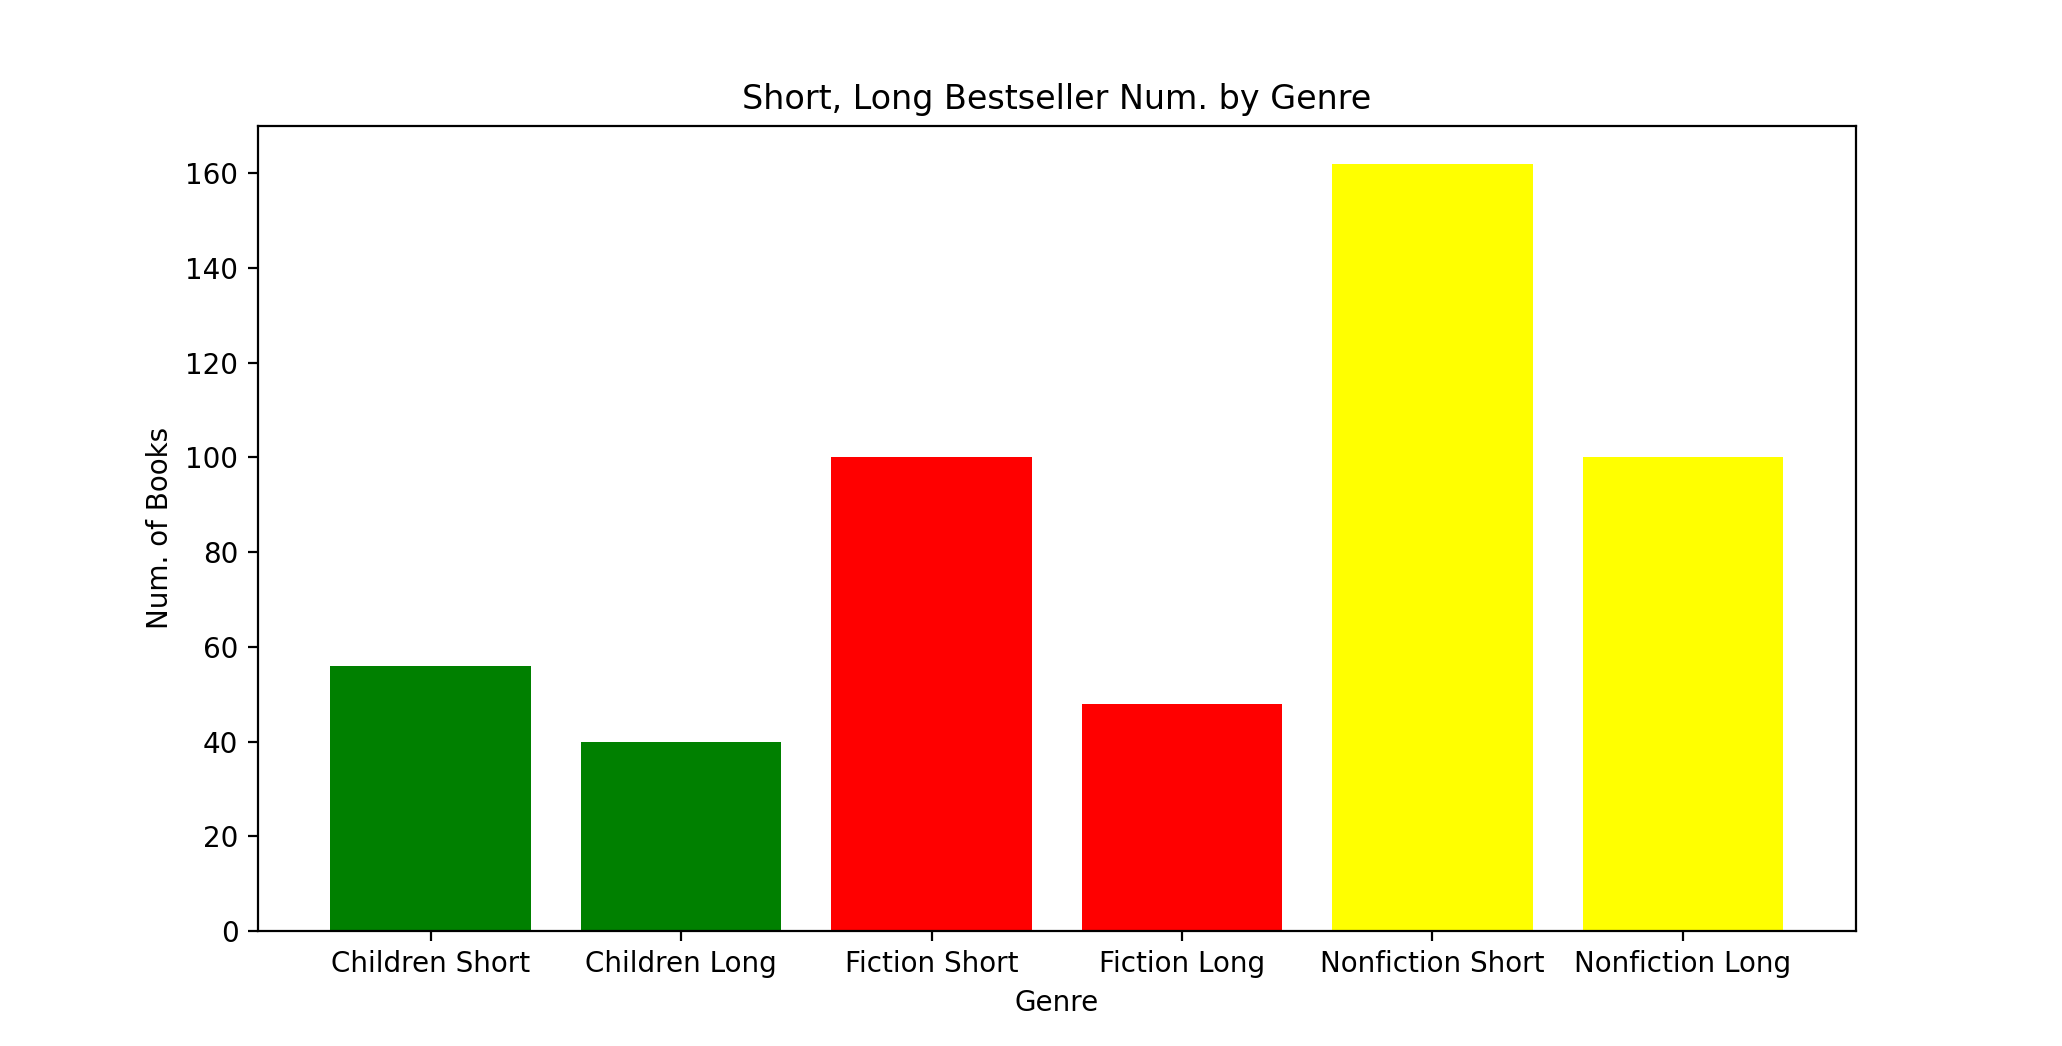 Short, Long Bestseller Num. by Genre
160
140
120
100
80
60
40
20
0
Num. of Books
Children Short
Children Long
Fiction Short
Fiction Long
Nonfiction Short
Nonfiction Long
Genre